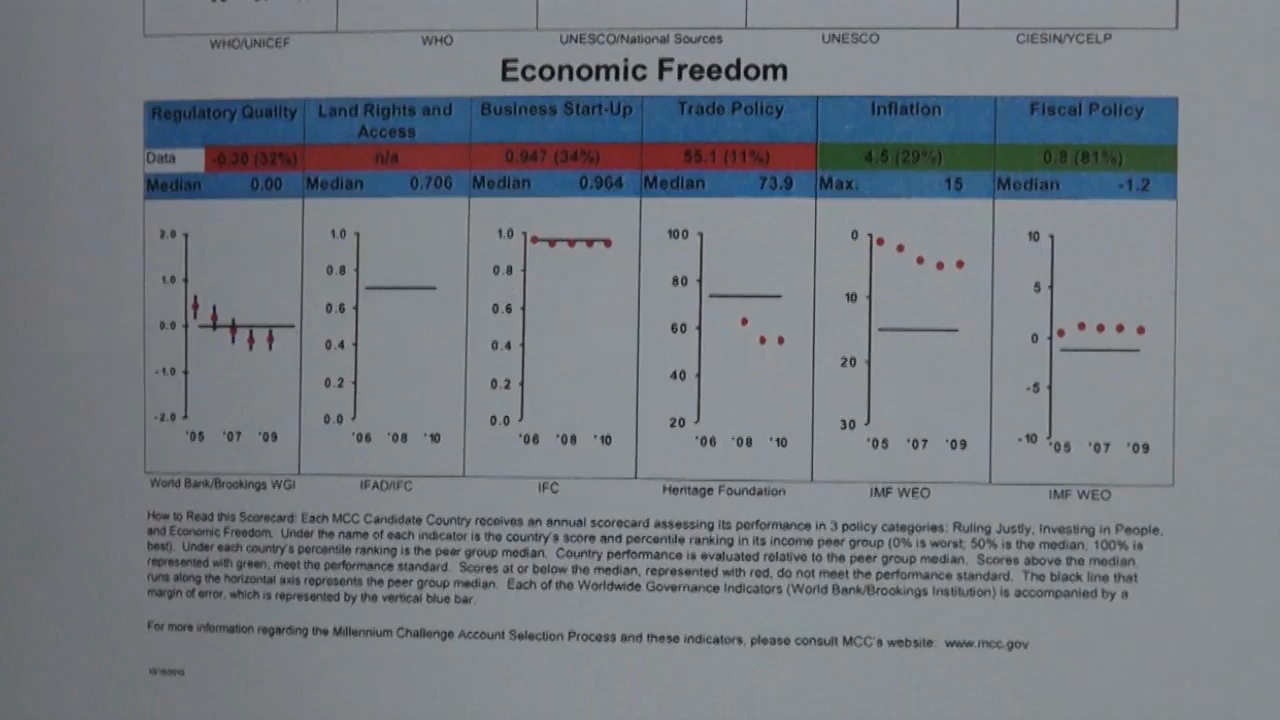 WHO/UNICEF WHO UNESCO/National Sources UNESCO CIESIN/YCELP
Economic Freedom
Regulatory Quality Land Rights and Access Business Start-Up Trade Policy Inflation Fiscal Policy
Data -0.30 (32%) n/a 0.947 (34%) 55.1 (11%) 4.5 (29%) 0.8 (81%)
Median 0.00 Median 0.706 Median 0.964 Median 73.9 Max. 15 Median -1.2
2.0
1.0
0.0
-1.0
-2.0
'05 '07 '09
1.0
0.8
0.6
0.4
0.2
0.0
'06 '08 '10
1.0
0.8
0.6
0.4
0.2
0.0
'06 '08 '10
100
80
60
40
20
'06 '08 '10
0
10
20
30
'05 '07 '09
10
5
0
-5
-10
'05 '07 '09
World Bank/Brookings WGI IFAD/IFC IFC Heritage Foundation IMF WEO IMF WEO
How to Read this Scorecard: Each MCC Candidate Country receives an annual scorecard assessing its performance in 3 policy categories: Ruling Justly, Investing in People,
and Economic Freedom. Under the name of each indicator is the country's score and percentile ranking in its income peer group (0% is worst; 50% is the median, 100% is
best). Under each country's percentile ranking is the peer group median. Country performance is evaluated relative to the peer group median. Scores above the median,
represented with green, meet the performance standard. Scores at or below the median, represented with red, do not meet the performance standard. The black line that
runs along the horizontal axis represents the peer group median. Each of the Worldwide Governance Indicators (World Bank/Brookings Institution) is accompanied by a
margin of error, which is represented by the vertical blue bar.
For more information regarding the Millennium Challenge Account Selection Process and these indicators, please consult MCC's website: www.mcc.gov